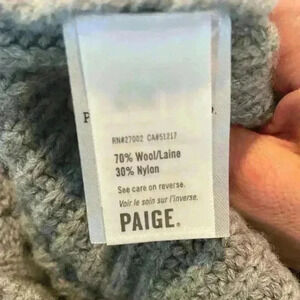 RN#27002 CA#51217
70% Wool/Laine
30% Nylon
See care on reverse.
Voir le soin sur l'inverse.
PAIGE®